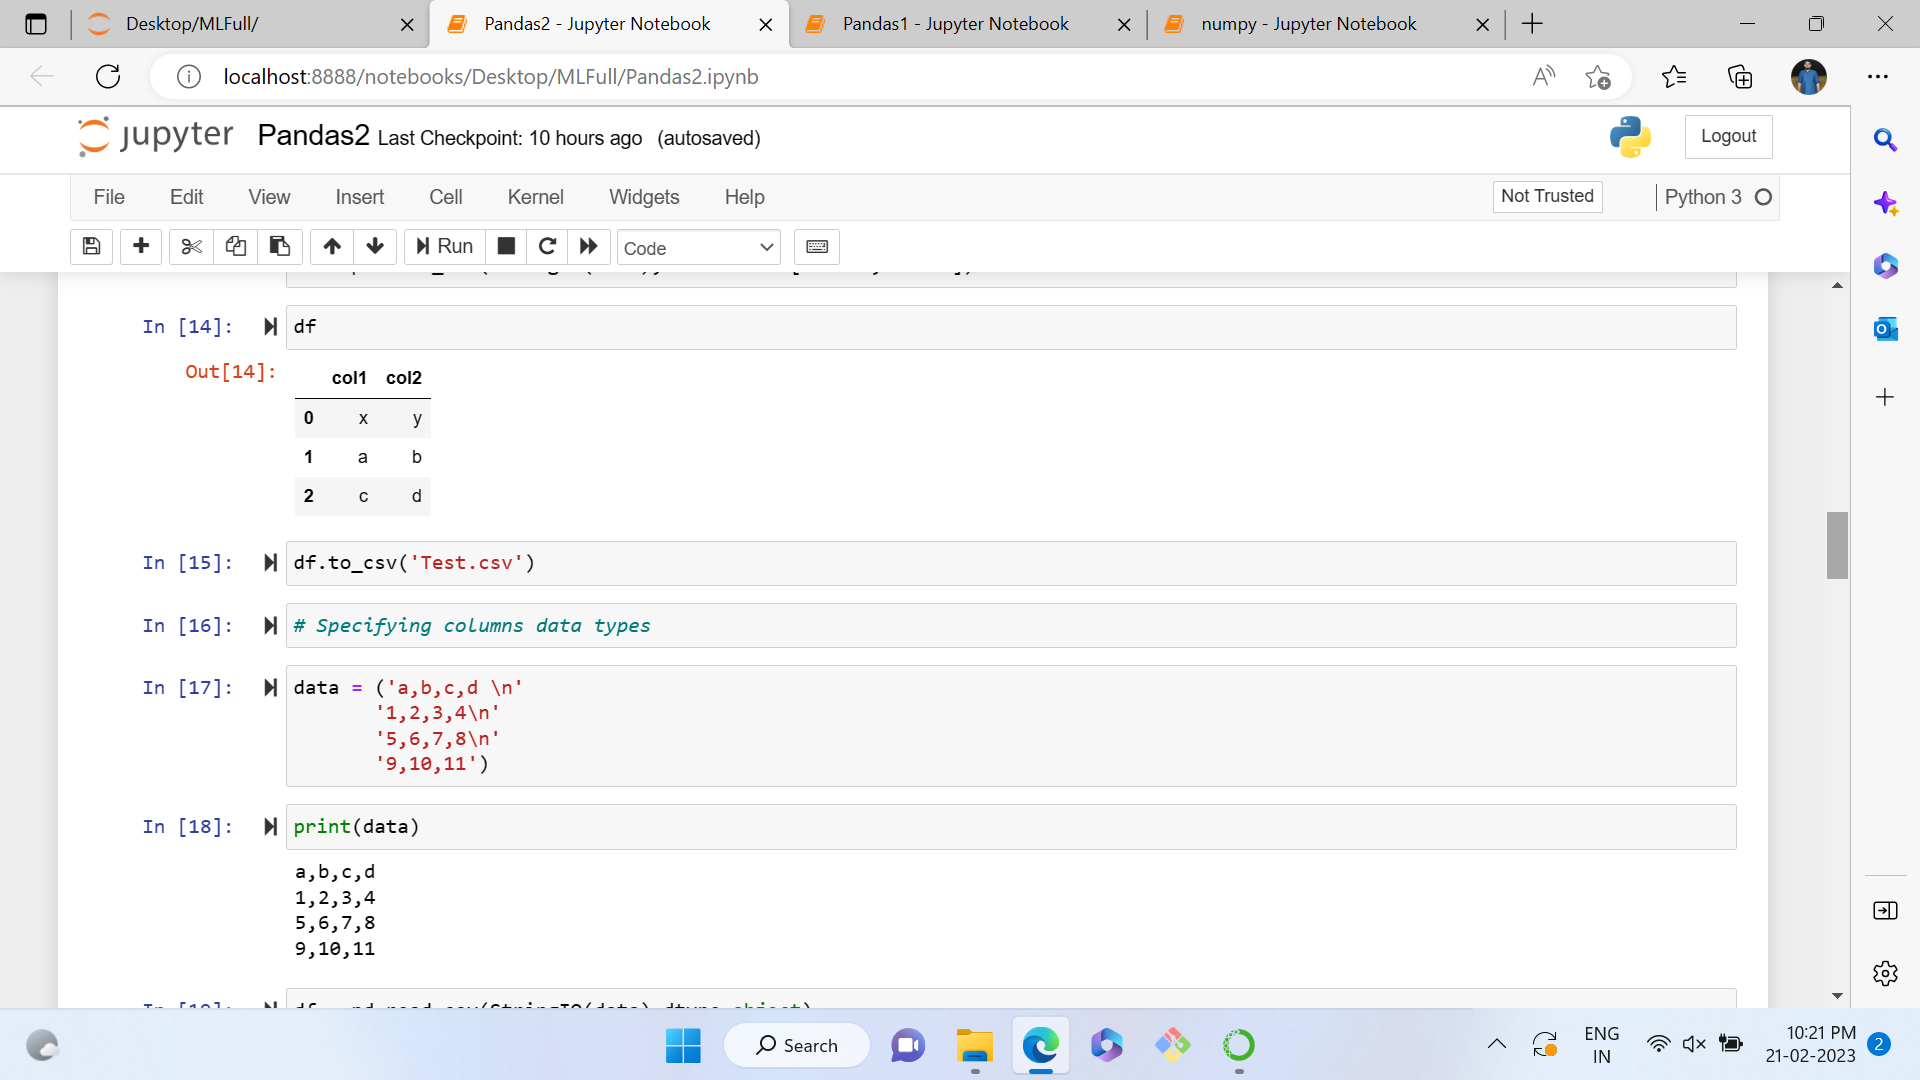 Desktop/MLFull/
Pandas2 - Jupyter Notebook
Pandas1 - Jupyter Notebook
numpy - Jupyter Notebook
localhost:8888/notebooks/Desktop/MLFull/Pandas2.ipynb
jupyter Pandas2 Last Checkpoint: 10 hours ago (autosaved)
Logout
File Edit View Insert Cell Kernel Widgets Help
Not Trusted
Python 3
Run
Code
In [14]: df
Out[14]:
col1 col2
0 x y
1 a b
2 c d
In [15]: df.to_csv('Test.csv')
In [16]: # Specifying columns data types
In [17]: data = ('a,b,c,d \n'
'1,2,3,4\n'
'5,6,7,8\n'
'9,10,11')
In [18]: print(data)
a,b,c,d
1,2,3,4
5,6,7,8
9,10,11
Search
ENG
IN
10:21 PM
21-02-2023
2